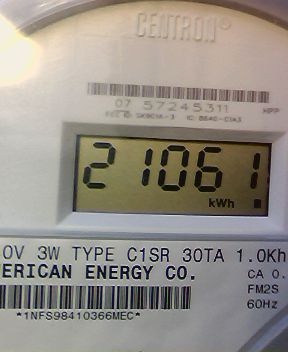 CENTRON®
07 57245311 HPP
21061
kWh
0V 3W TYPE C1SR 30TA 1.0Kh
ERICAN ENERGY CO. CA 0.
FM2S
60Hz
*1NFS98410366MEC*